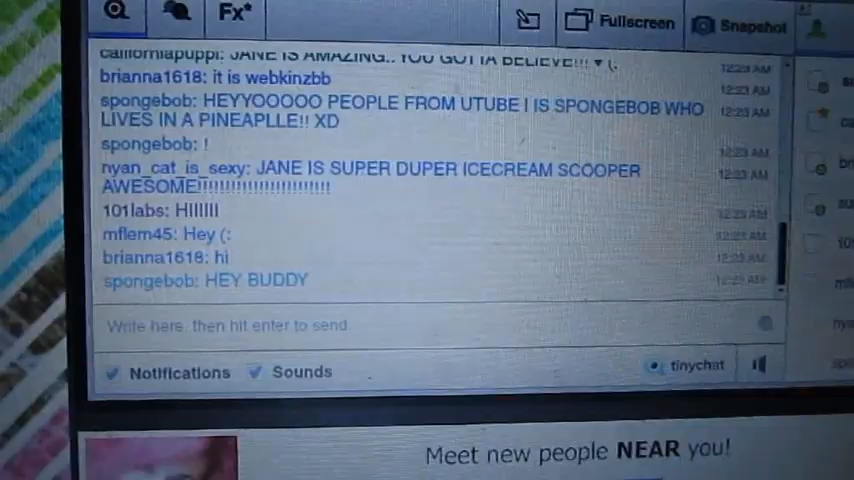 Fx*
Fullscreen
Snapshot
californiapuppi: JANE IS AMAZING.. YOU GOTTA BELIEVE!!! ♥ (: 12:23 AM
brianna1618: it is webkinzbb 12:23 AM
spongebob: HEYYOOOOO PEOPLE FROM UTUBE I IS SPONGEBOB WHO 12:23 AM
LIVES IN A PINEAPLLE!! XD
spongebob: ! 12:23 AM
nyan_cat_is_sexy: JANE IS SUPER DUPER ICECREAM SCOOPER 12:23 AM
AWESOME!!!!!!!!!!!!!!!!!!!!!!!!!
101labs: HIIIIII 12:23 AM
mflem45: Hey (: 12:23 AM
brianna1618: hi 12:23 AM
spongebob: HEY BUDDY 12:23 AM
Write here, then hit enter to send.
Notifications Sounds tinychat
Meet new people NEAR you!